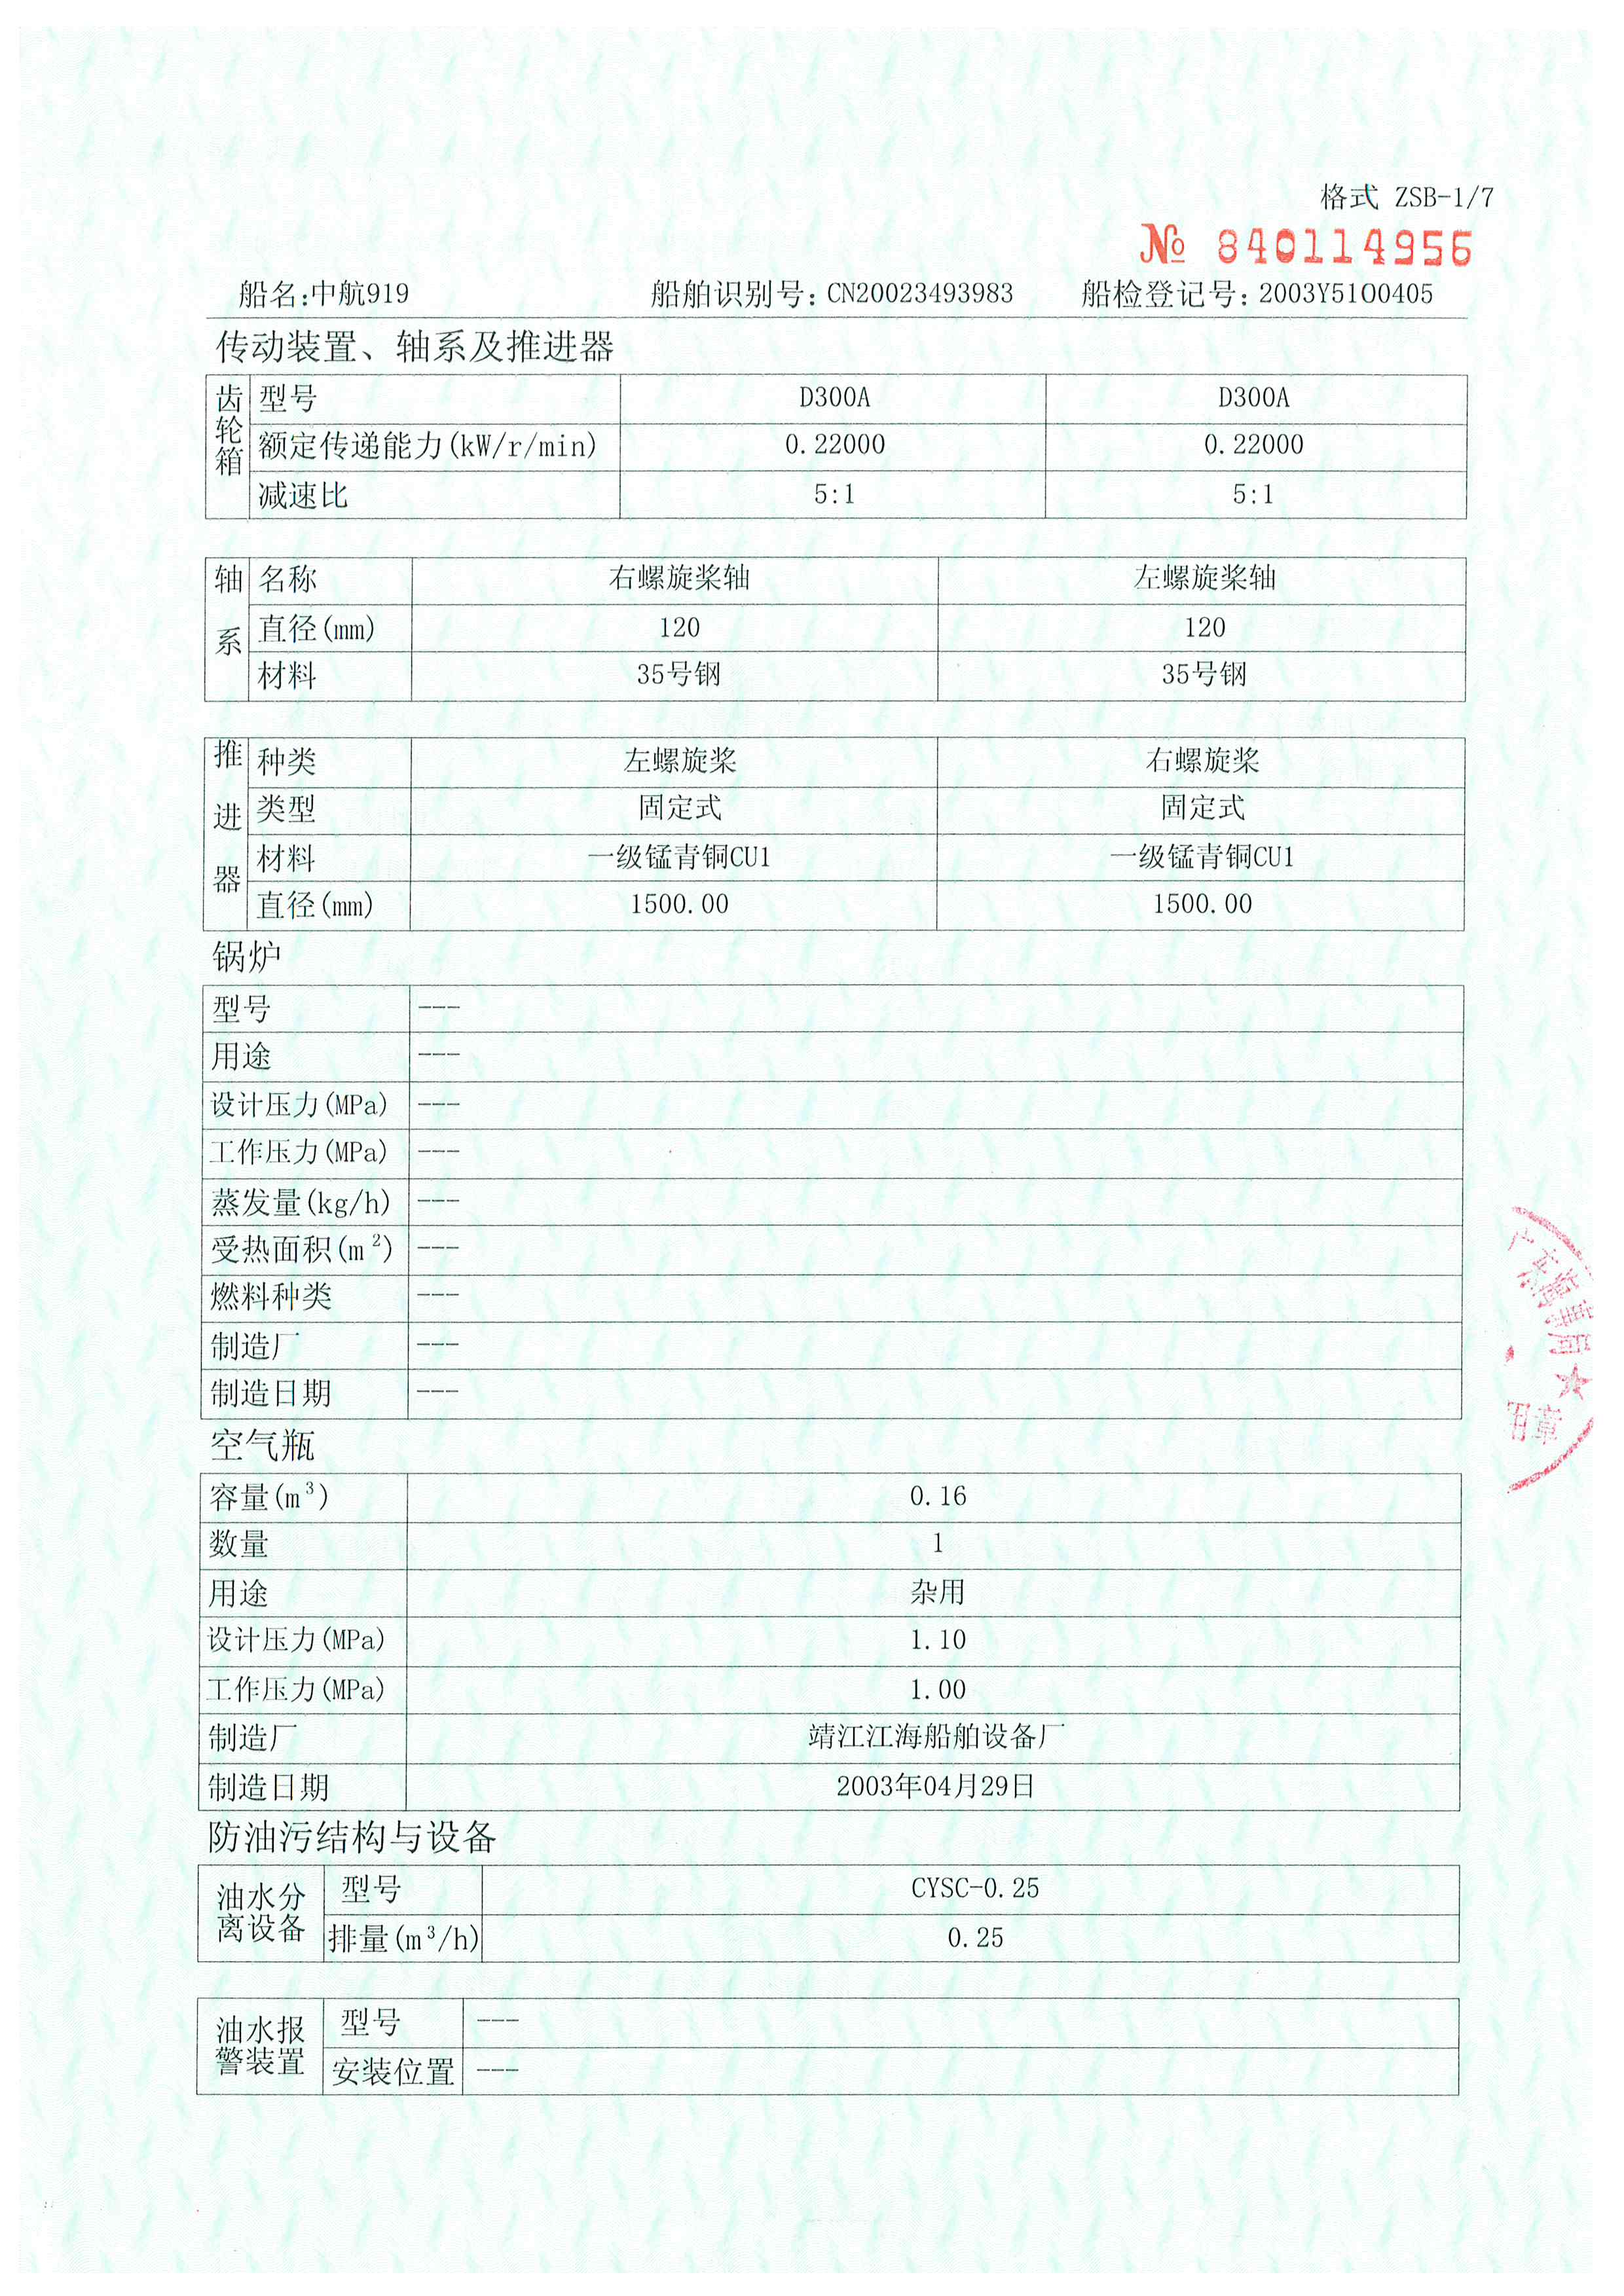 格式 ZSB-1/7
№ 840114956
船名:中航919 船舶识别号:CN20023493983 船检登记号:2003Y5100405
传动装置、轴系及推进器
齿轮箱
型号 D300A D300A
额定传递能力(kW/r/min) 0.22000 0.22000
减速比 5:1 5:1
轴系
名称 右螺旋桨轴 左螺旋桨轴
直径(mm) 120 120
材料 35号钢 35号钢
推进器
种类 左螺旋桨 右螺旋桨
类型 固定式 固定式
材料 一级锰青铜CU1 一级锰青铜CU1
直径(mm) 1500.00 1500.00
锅炉
型号 ---
用途 ---
设计压力(MPa) ---
工作压力(MPa) ---
蒸发量(kg/h) ---
受热面积(m²) ---
燃料种类 ---
制造厂 ---
制造日期 ---
空气瓶
容量(m³) 0.16
数量 1
用途 杂用
设计压力(MPa) 1.10
工作压力(MPa) 1.00
制造厂 靖江江海船舶设备厂
制造日期 2003年04月29日
防油污结构与设备
油水分离设备
型号 CYSC-0.25
排量(m³/h) 0.25
油水报警装置
型号 ---
安装位置 ---
广东海事局
用章